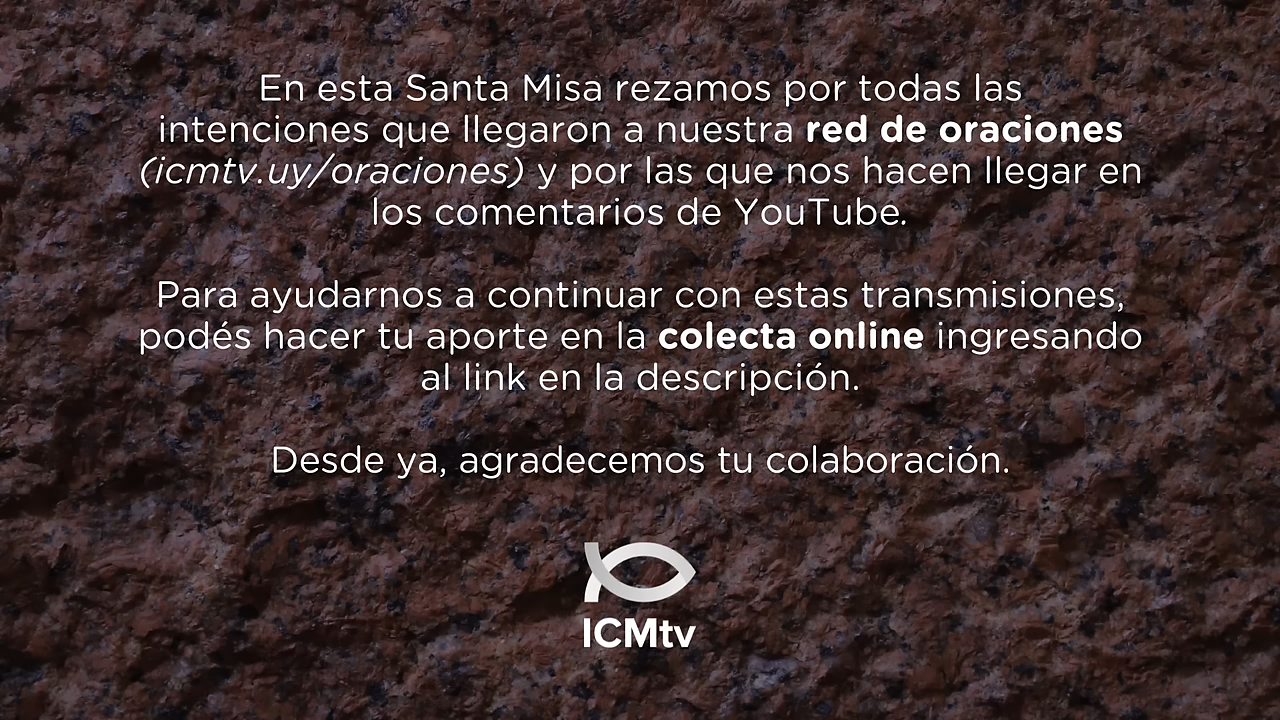 En esta Santa Misa rezamos por todas las
intenciones que llegaron a nuestra red de oraciones
(icmtv.uy/oraciones) y por las que nos hacen llegar en
los comentarios de YouTube.
Para ayudarnos a continuar con estas transmisiones,
podés hacer tu aporte en la colecta online ingresando
al link en la descripción.
Desde ya, agradecemos tu colaboración.
ICMtv